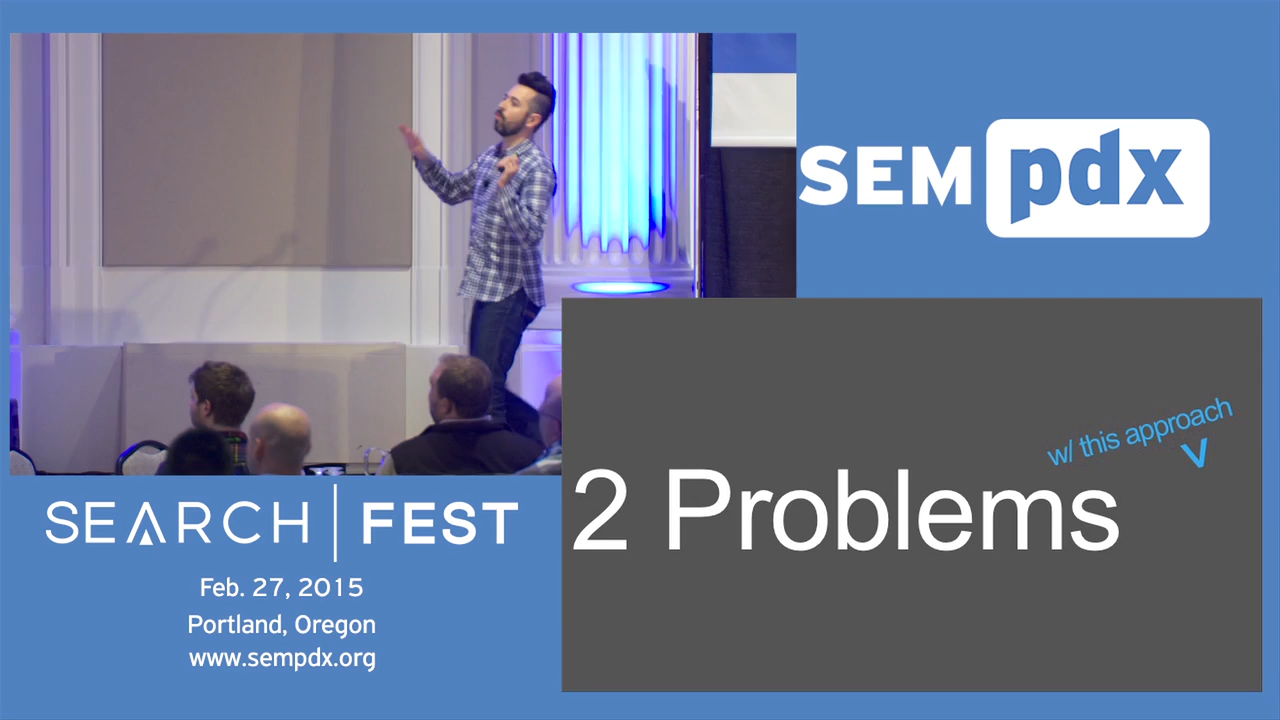 SEM pdx
w/ this approach
V
2 Problems
SEARCH FEST
Feb. 27, 2015
Portland, Oregon
www.sempdx.org